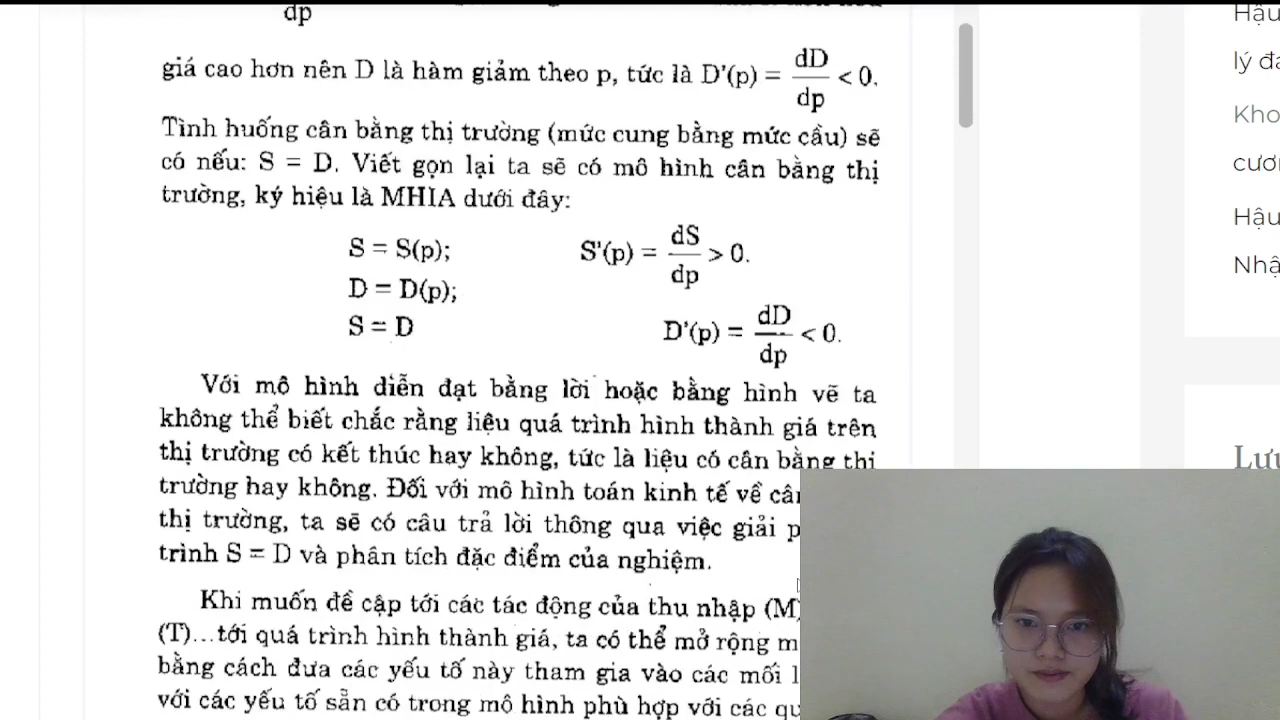 dp
giá cao hơn nên D là hàm giảm theo p, tức là D'(p) = dD/dp < 0.
Tình huống cân bằng thị trường (mức cung bằng mức cầu) sẽ
có nếu: S = D. Viết gọn lại ta sẽ có mô hình cân bằng thị
trường, ký hiệu là MHIA dưới đây:
S = S(p); S'(p) = dS/dp > 0.
D = D(p);
S = D D'(p) = dD/dp < 0.
Với mô hình diễn đạt bằng lời hoặc bằng hình vẽ ta
không thể biết chắc rằng liệu quá trình hình thành giá trên
thị trường có kết thúc hay không, tức là liệu có cân bằng thị
trường hay không. Đối với mô hình toán kinh tế về
thị trường, ta sẽ có câu trả lời thông qua việc giải
trình S = D và phân tích đặc điểm của nghiệm.
Khi muốn đề cập tới các tác động của thu nhập (M)
(T)...tới quá trình hình thành giá, ta có thể mở rộng
bằng cách đưa các yếu tố này tham gia vào các mối
với các yếu tố sẵn có trong mô hình phù hợp với các
Hậu
lý
Kho
Hậu